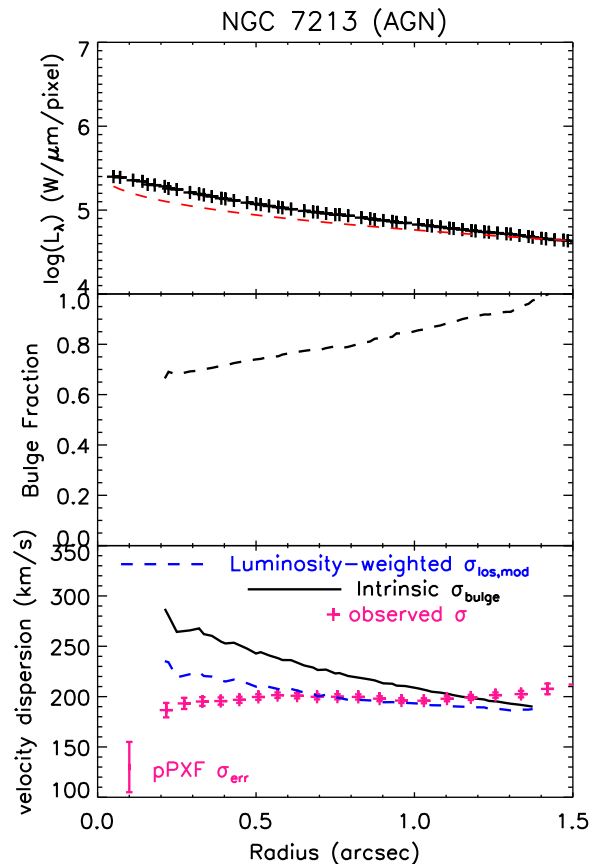 NGC 7213 (AGN)
log(Lλ) (W/μm/pixel)
7
6
5
4
Bulge Fraction
1.0
0.8
0.6
0.4
0.2
0.0
velocity dispersion (km/s)
350
300
250
200
150
100
Luminosity-weighted σlos,mod
Intrinsic σbulge
observed σ
pPXF σerr
0.0 0.5 1.0 1.5
Radius (arcsec)